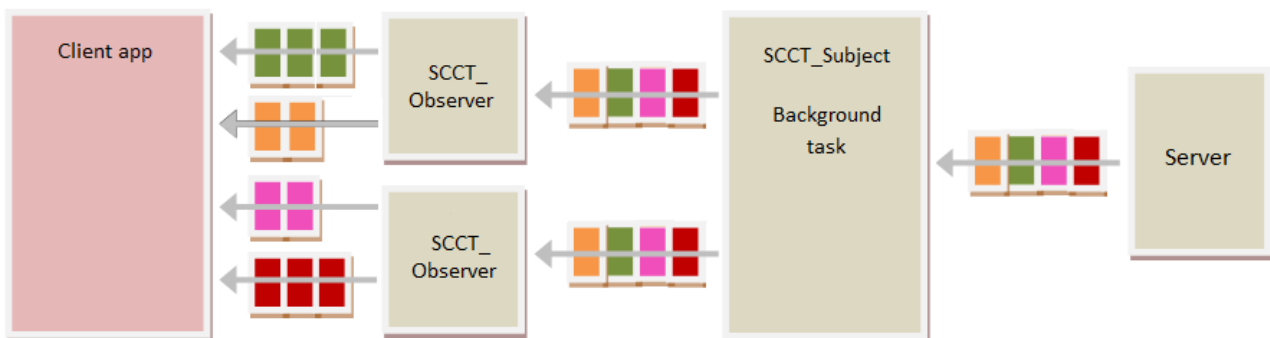 Client app
SCCT_
Observer
SCCT_
Observer
SCCT_Subject
Background
task
Server